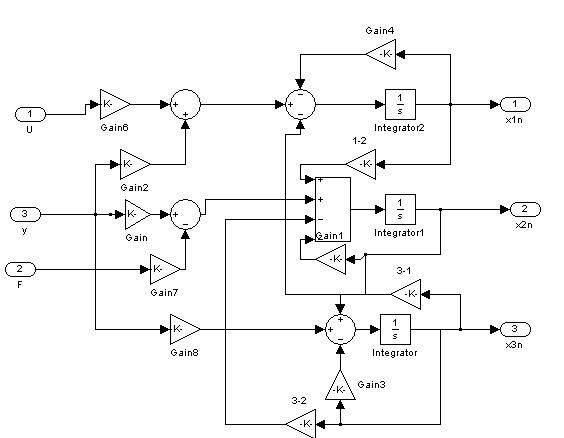 Gain4
-K-
1
U
K-
Gain6
+
+
+
−
−
1
s
Integrator2
1
x1n
1-2
-K-
K-
Gain2
3
y
K-
Gain
+
−
+
+
−
Gain1
-K-
1
s
Integrator1
2
x2n
2
F
K-
Gain7
3-1
-K-
K-
Gain8
+
+
−
1
s
Integrator
3
x3n
-K-
Gain3
3-2
-K-